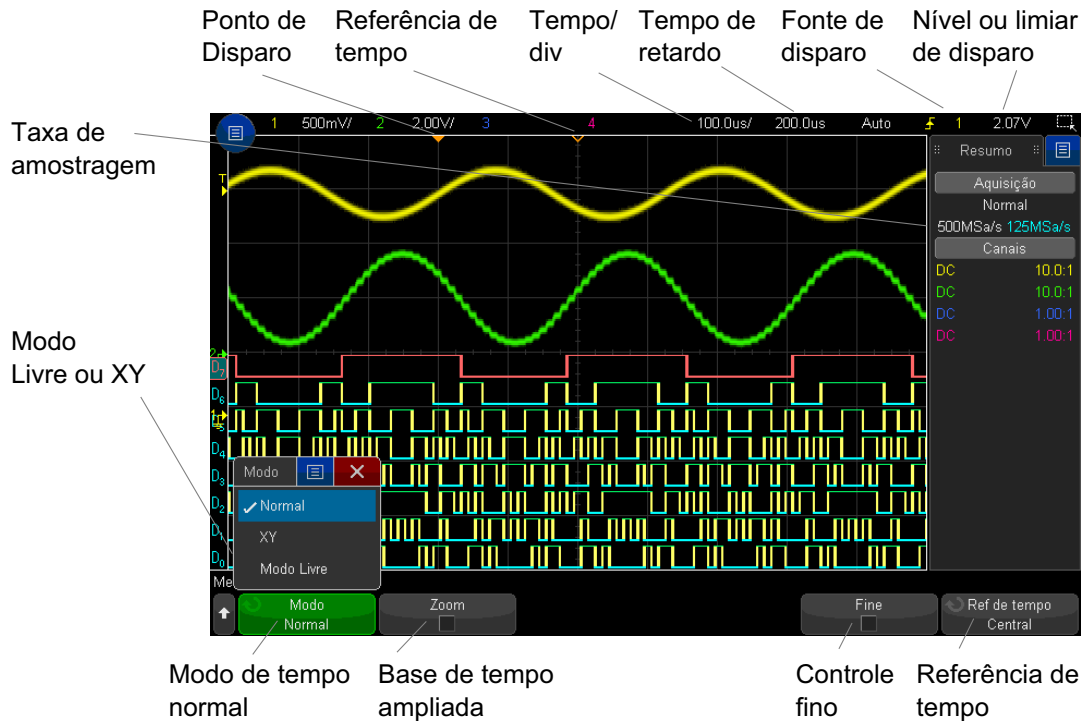 Ponto de Disparo
Referência de tempo
Tempo/ div
Tempo de retardo
Fonte de disparo
Nível ou limiar de disparo
Taxa de amostragem
1 500mV/ 2 2.00V/ 3 4 100.0us/ 200.0us Auto 1 2.07V
Resumo
Aquisição
Normal
500MSa/s 125MSa/s
Canais
DC 10.0:1
DC 10.0:1
DC 1.00:1
DC 1.00:1
T
2
D7
D6
D4
D3
D2
D1
D0
Modo Livre ou XY
Modo
Normal
XY
Modo Livre
Me
Modo
Normal
Zoom
Fine
Ref de tempo
Central
Modo de tempo normal
Base de tempo ampliada
Controle fino
Referência de tempo